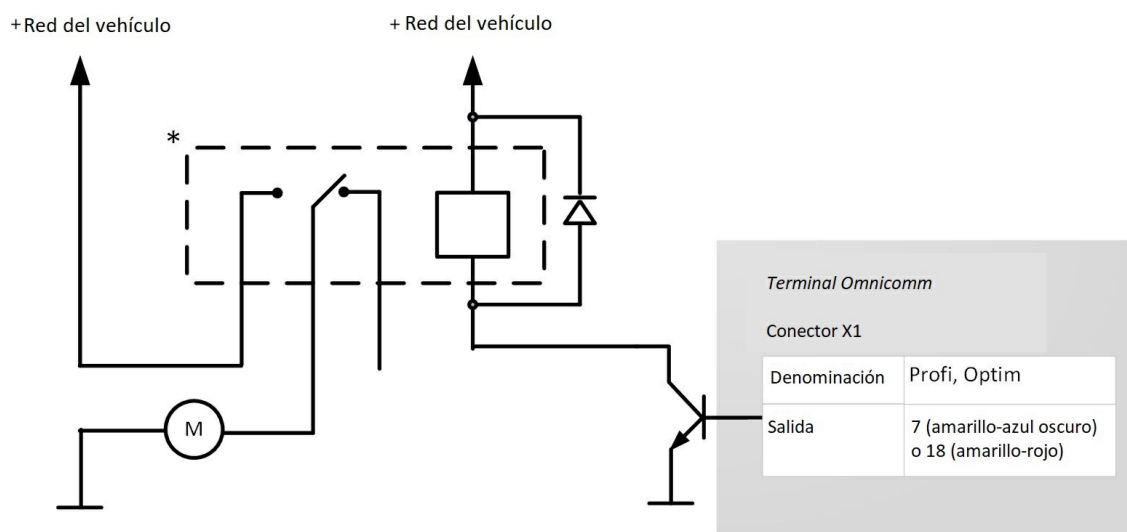 +Red del vehículo
+ Red del vehículo
*
Terminal Omnicomm
Conector X1
Denominación
Profi, Optim
Salida
7 (amarillo-azul oscuro)
o 18 (amarillo-rojo)
M